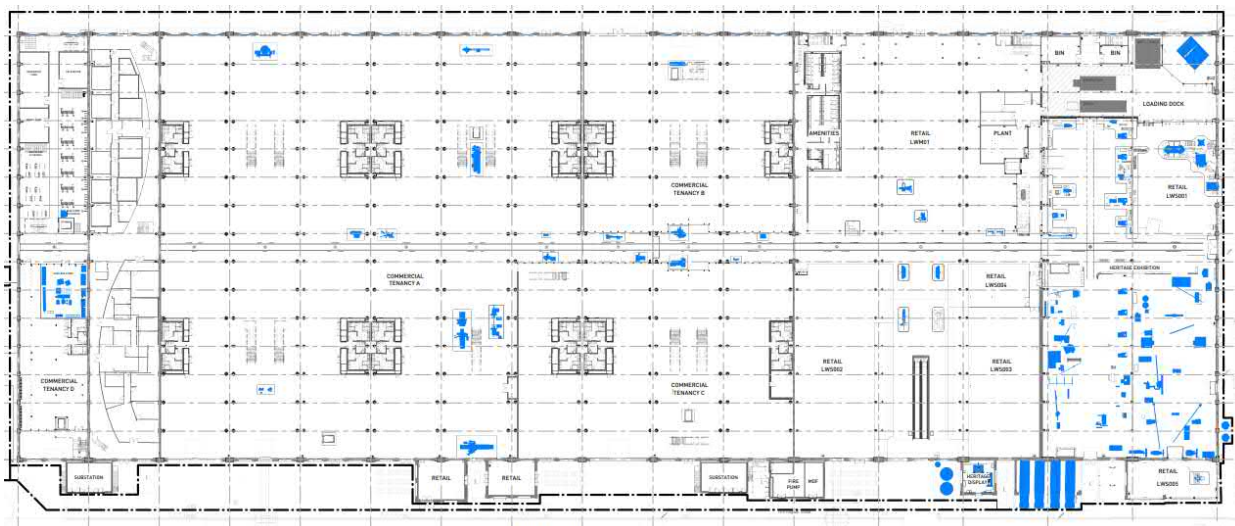 BIN
BIN
LOADING DOCK
AMENITIES
RETAIL
LWM01
PLANT
COMMERCIAL
TENANCY B
RETAIL
LWS001
HERITAGE EXHIBITION
COMMERCIAL
TENANCY A
RETAIL
LWS004
COMMERCIAL
TENANCY D
COMMERCIAL
TENANCY C
RETAIL
LWS002
RETAIL
LWS003
SUBSTATION
RETAIL
RETAIL
SUBSTATION
FIRE
PUMP
MDF
HERITAGE
DISPLAY
RETAIL
LWS005